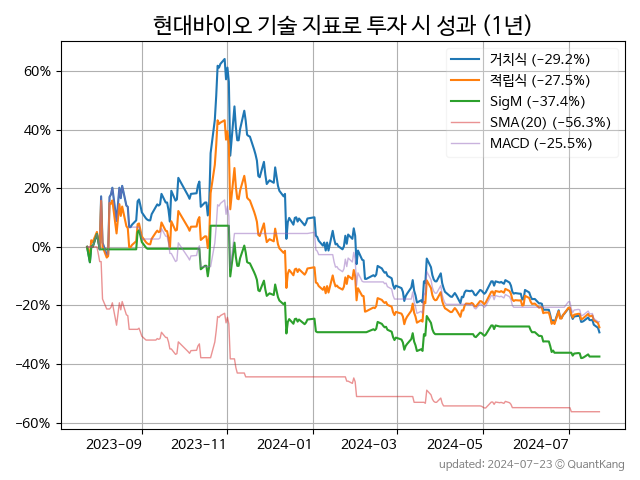 현대바이오 기술 지표로 투자 시 성과 (1년)
거치식 (−29.2%)
적립식 (−27.5%)
SigM (−37.4%)
SMA(20) (−56.3%)
MACD (−25.5%)
60%
40%
20%
0%
−20%
−40%
−60%
2023-09 2023-11 2024-01 2024-03 2024-05 2024-07
updated: 2024-07-23 © QuantKang